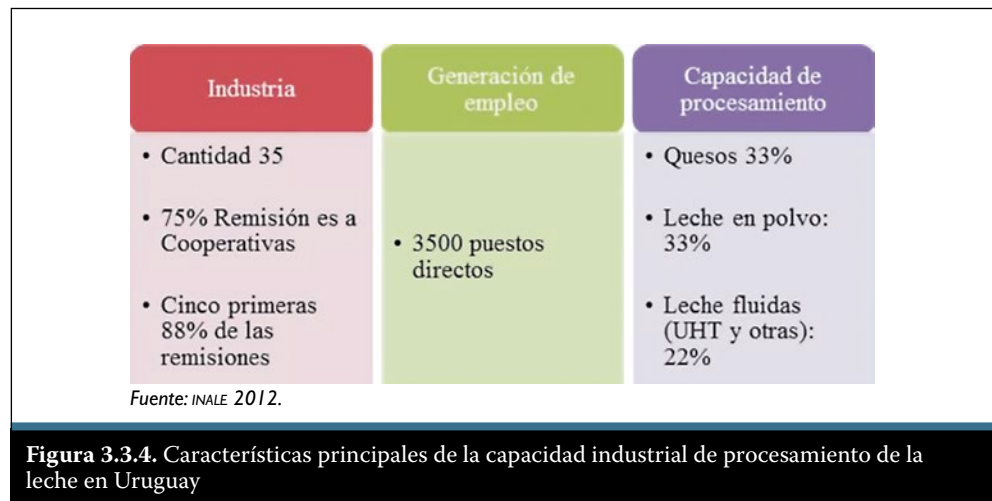 Industria
• Cantidad 35
• 75% Remisión es a
Cooperativas
• Cinco primeras
88% de las
remisiones
Generación de
empleo
• 3500 puestos
directos
Capacidad de
procesamiento
• Quesos 33%
• Leche en polvo:
33%
• Leche fluidas
(UHT y otras):
22%
Fuente: INALE 2012.
Figura 3.3.4. Características principales de la capacidad industrial de procesamiento de la
leche en Uruguay